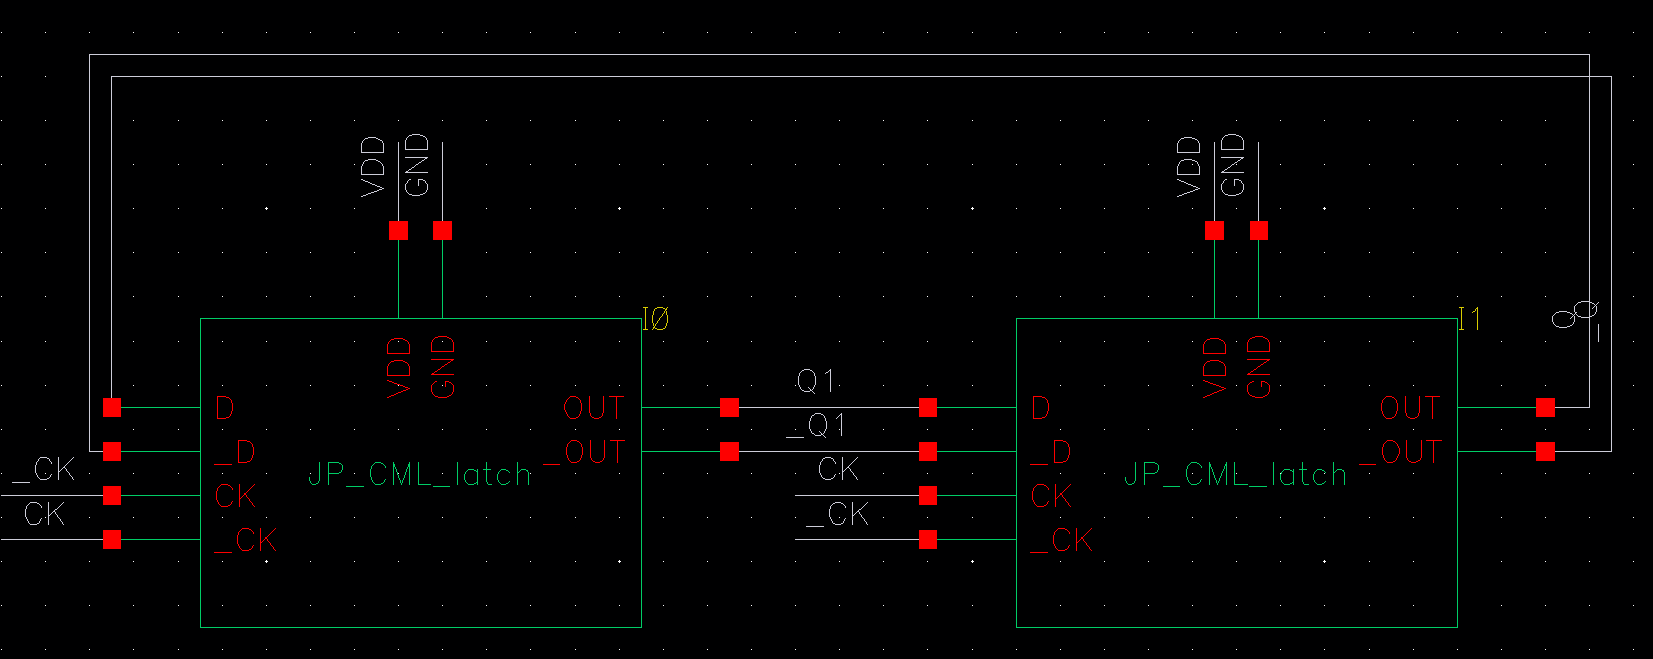 VDD GND VDD GND
I0 I1 Q _Q
VDD GND VDD GND
Q1
D OUT D OUT
_Q1
_D _OUT _D _OUT
_CK JP_CML_latch CK JP_CML_latch
CK CK
CK _CK
_CK _CK